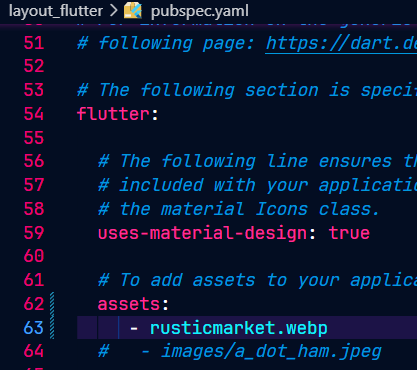 layout_flutter > pubspec.yaml
51 # following page: https://dart.de
52
53 # The following section is specif
54 flutter:
55
56 # The following line ensures th
57 # included with your applicatio
58 # the material Icons class.
59 uses-material-design: true
60
61 # To add assets to your applica
62 assets:
63 - rusticmarket.webp
64 #   - images/a_dot_ham.jpeg